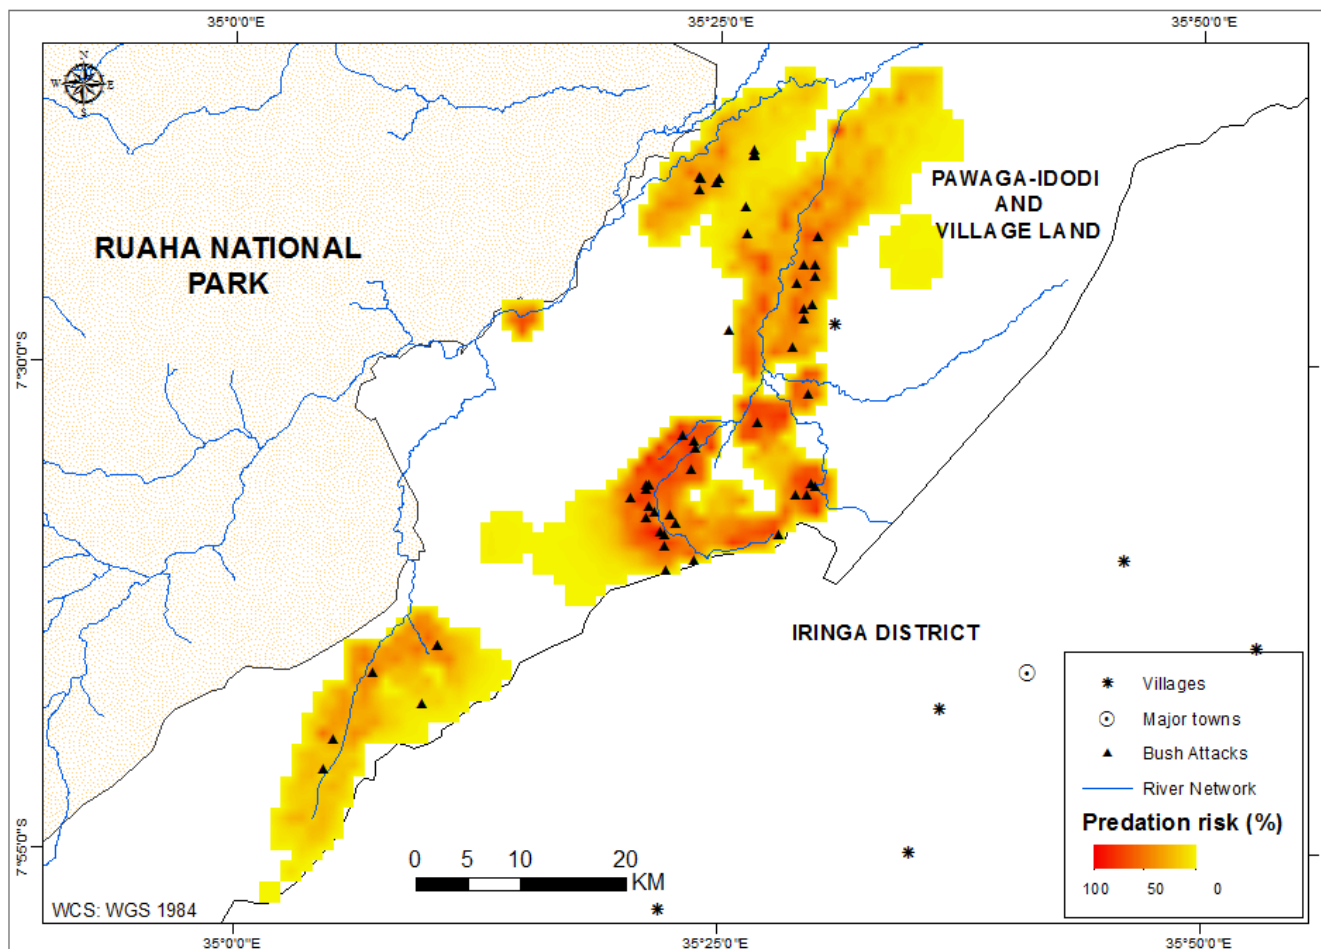 35°0'0"E
35°25'0"E
35°50'0"E
N
W
E
S
PAWAGA-IDODI
AND
VILLAGE LAND
RUAHA NATIONAL
PARK
7°30'0"S
IRINGA DISTRICT
Villages
Major towns
Bush Attacks
River Network
Predation risk (%)
100
50
0
7°55'0"S
0
5
10
20
KM
WCS: WGS 1984
35°0'0"E
35°25'0"E
35°50'0"E